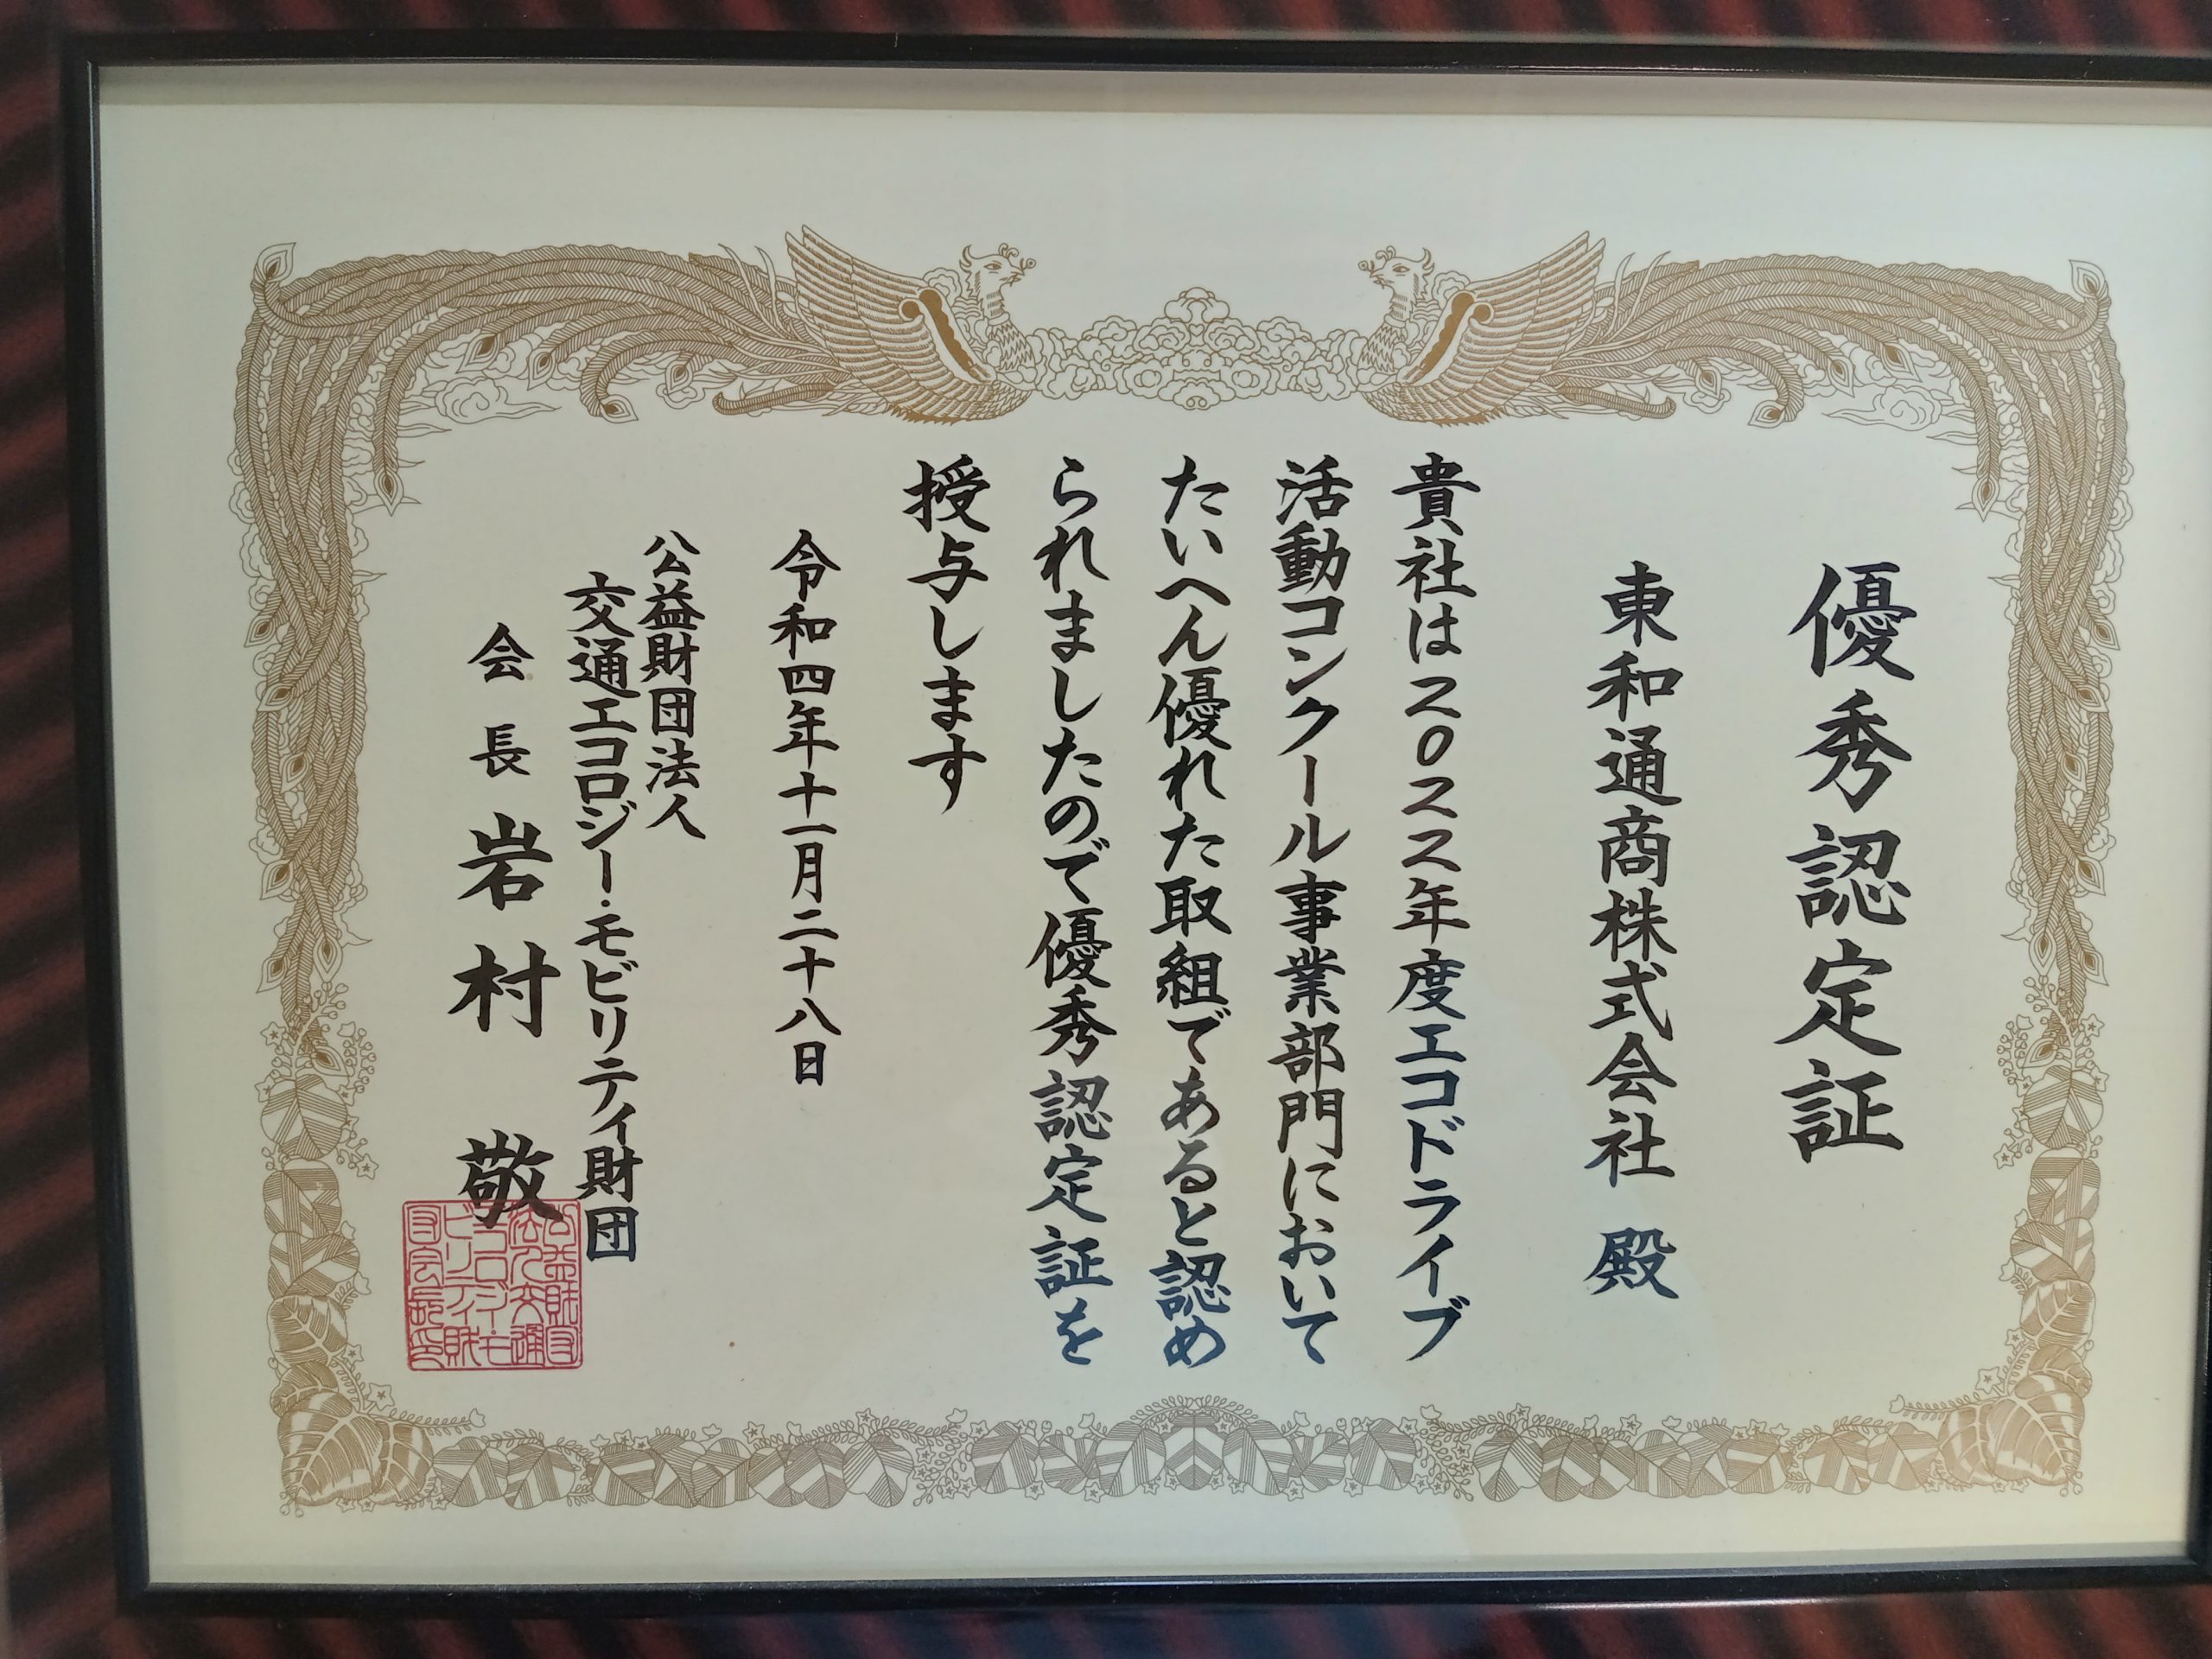 優秀認定証
東和通商株式会社 殿
貴社は2022年度エコドライブ
活動コンクール事業部門において
たいへん優れた取組であると認め
られましたので優秀認定証を
授与します
令和四年十一月二十八日
公益財団法人
交通エコロジー・モビリティ財団
会長 岩村 敬